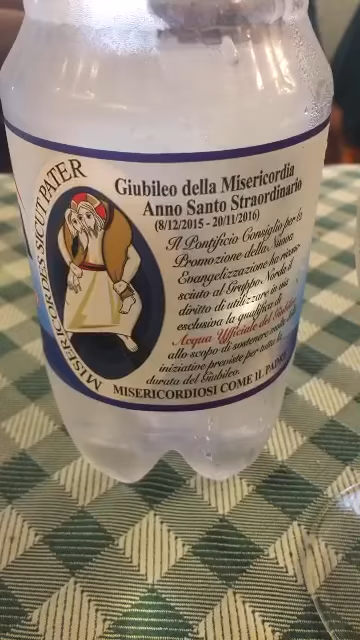 MISERICORDES SICUT PATER
Giubileo della Misericordia
Anno Santo Straordinario
(8/12/2015 - 20/11/2016)
Il Pontificio Consiglio per la
Promozione della Nuova
Evangelizzazione ha ricono
sciuto al Gruppo Norda il
diritto di utilizzare in via
esclusiva la qualifica di
Acqua Ufficiale del
allo scopo di sostenere
iniziative previste per tutta la
durata del Giubileo.
MISERICORDIOSI COME IL PADRE